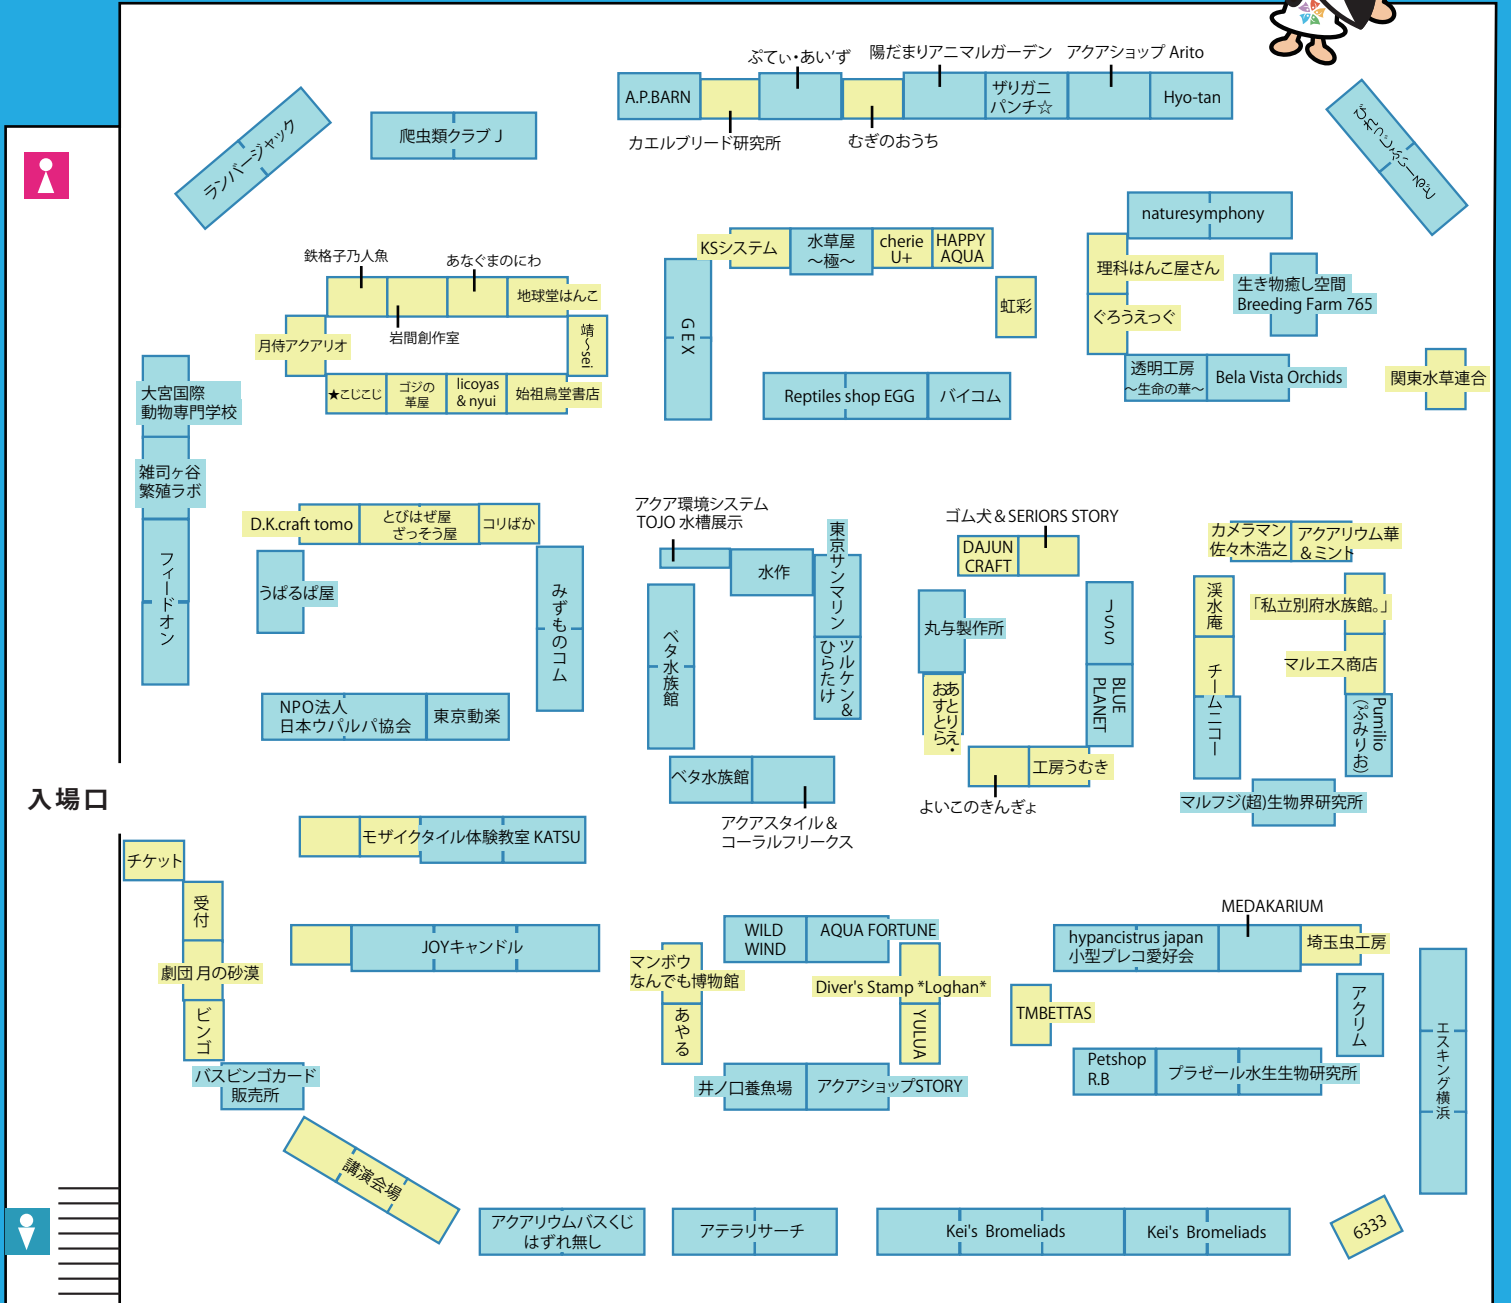 ぷてぃ・あい'ず
陽だまりアニマルガーデン
アクアショップ Arito
A.P.BARN
ザリガニ
パンチ☆
Hyo-tan
カエルブリード研究所
むぎのおうち
ランバージャック
爬虫類クラブ J
びれっじふぃーるど
naturesymphony
KSシステム
水草屋
～極～
cherie
U+
HAPPY
AQUA
鉄格子乃人魚
あなぐまのにわ
地球堂はんこ
岩間創作室
月侍アクアリオ
靖～sei
★こじこじ
ゴジの
革屋
licoyas
& nyui
始祖鳥堂書店
GEX
虹彩
理科はんこ屋さん
ぐろうえっぐ
生き物癒し空間
Breeding Farm 765
透明工房
～生命の華～
Bela Vista Orchids
関東水草連合
Reptiles shop EGG
バイコム
大宮国際
動物専門学校
雑司ヶ谷
繁殖ラボ
フィードオン
D.K.craft tomo
とびはぜ屋
ざっそう屋
コリばか
うぱるぱ屋
みずものコム
NPO法人
日本ウパルパ協会
東京動楽
アクア環境システム
TOJO 水槽展示
水作
東京サンマリン
ベタ水族館
ツルケン＆
ひらたけ
ベタ水族館
アクアスタイル＆
コーラルフリークス
ゴム犬＆SERIORS STORY
DAJUN
CRAFT
丸与製作所
JSS
あとりえ・
おすとら
BLUE
PLANET
工房うむき
よいこのきんぎょ
カメラマン
佐々木浩之
アクアリウム華
＆ミント
渓水庵
「私立別府水族館。」
マルエス商店
チームニコー
Pumilio
(ぷみりお)
マルフジ(超)生物界研究所
入場口
モザイクタイル体験教室 KATSU
チケット
受付
劇団 月の砂漠
ビンゴ
バスビンゴカード
販売所
JOYキャンドル
WILD
WIND
AQUA FORTUNE
マンボウ
なんでも博物館
あやる
Diver's Stamp *Loghan*
YULUA
井ノ口養魚場
アクアショップSTORY
MEDAKARIUM
hypancistrus japan
小型プレコ愛好会
埼玉虫工房
TMBETTAS
アクリム
Petshop
R.B
プラゼール水生生物研究所
エスキング横浜
講演会場
アクアリウムバスくじ
はずれ無し
アテラリサーチ
Kei's Bromeliads
Kei's Bromeliads
6333